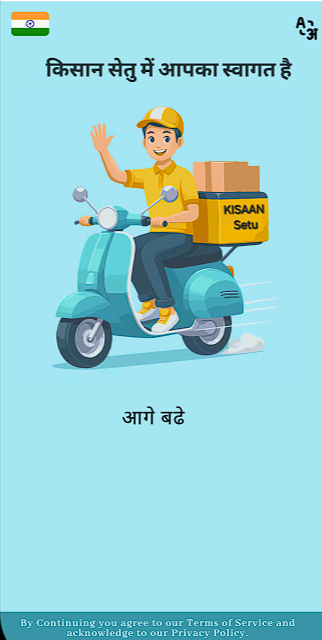 A
अ
किसान सेतु में आपका स्वागत है
KISAAN
Setu
आगे बढे
By Continuing you agree to our Terms of Service and
acknowledge to our Privacy Policy.